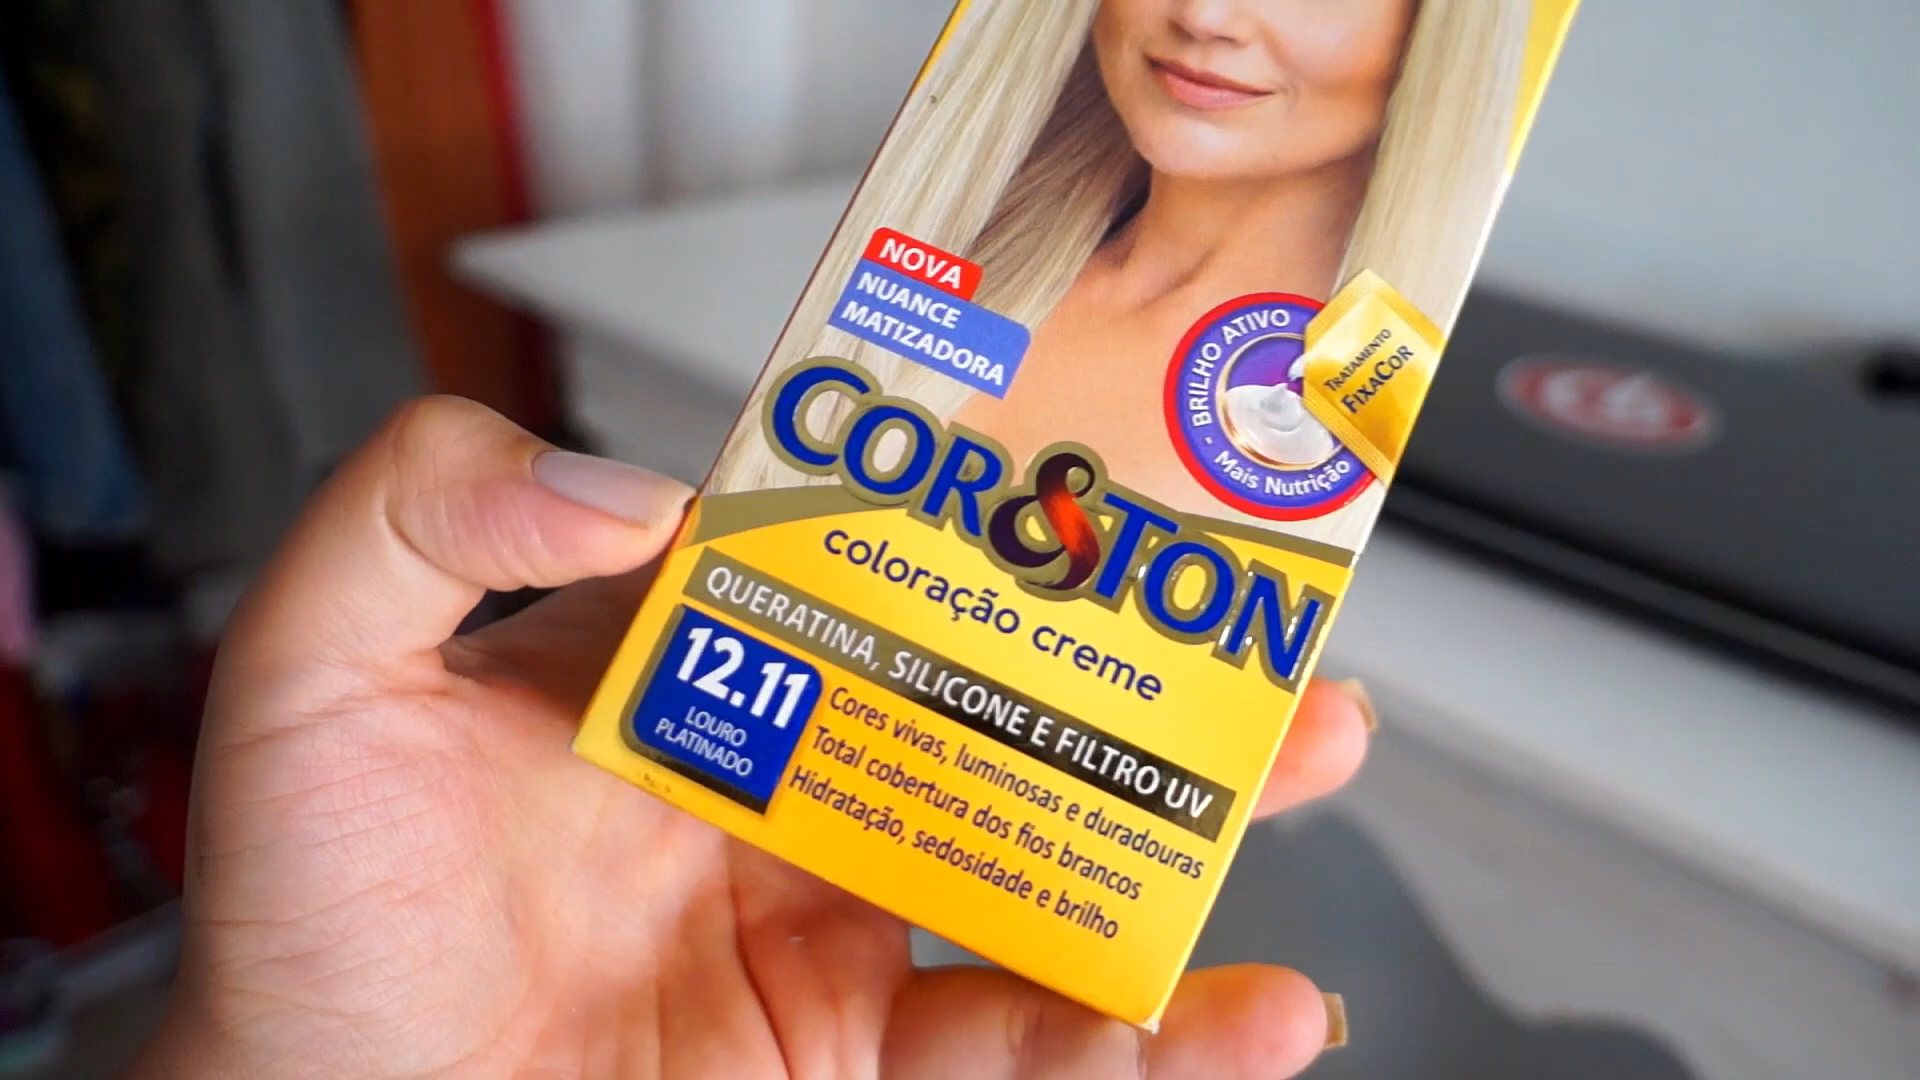 NOVA
NUANCE
MATIZADORA
BRILHO ATIVO
- Mais Nutrição
TRATAMENTO
FIXACOR
COR&TON
coloração creme
QUERATINA, SILICONE E FILTRO UV
12.11
LOURO
PLATINADO
Cores vivas, luminosas e duradouras
Total cobertura dos fios brancos
Hidratação, sedosidade e brilho